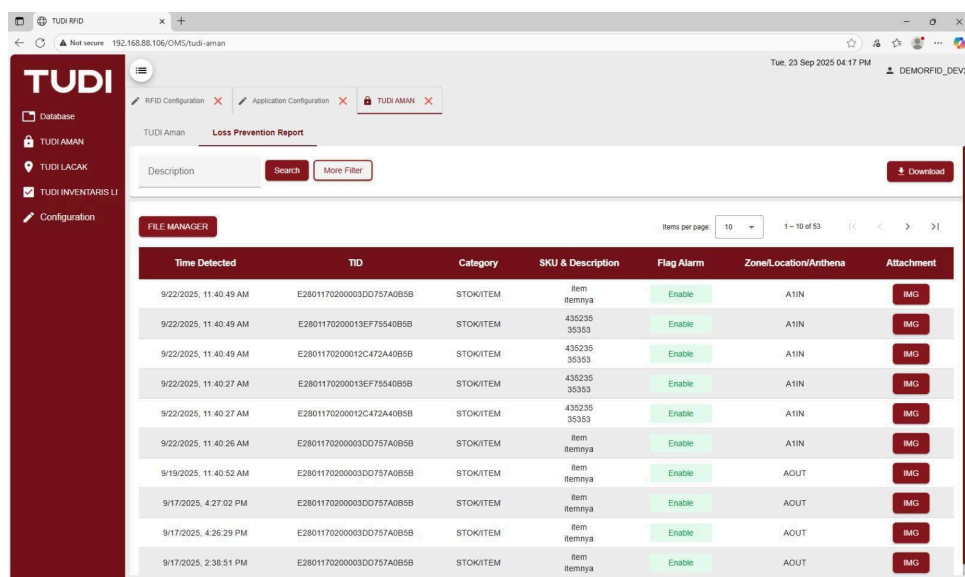 TUDI RFID
Not secure 192.168.88.106/OMS/tudi-aman
TUDI
Tue, 23 Sep 2025 04:17 PM
DEMORFID_DEV
RFID Configuration
Application Configuration
TUDI AMAN
Database
TUDI AMAN
TUDI LACAK
TUDI INVENTARIS LI
Configuration
TUDI Aman
Loss Prevention Report
Description
Search
More Filter
Download
FILE MANAGER
Items per page: 10
1 – 10 of 53
Time Detected TID Category SKU & Description Flag Alarm Zone/Location/Anthena Attachment
9/22/2025, 11:40:49 AM E2801170200003DD757A0B5B STOK/ITEM item Enable A1IN IMG
itemnya
9/22/2025, 11:40:49 AM E2801170200013EF75540B5B STOK/ITEM 435235 Enable A1IN IMG
35353
9/22/2025, 11:40:49 AM E2801170200012C472A40B5B STOK/ITEM 435235 Enable A1IN IMG
35353
9/22/2025, 11:40:27 AM E2801170200013EF75540B5B STOK/ITEM 435235 Enable A1IN IMG
35353
9/22/2025, 11:40:27 AM E2801170200012C472A40B5B STOK/ITEM 435235 Enable A1IN IMG
35353
9/22/2025, 11:40:26 AM E2801170200003DD757A0B5B STOK/ITEM item Enable A1IN IMG
itemnya
9/19/2025, 11:40:52 AM E2801170200003DD757A0B5B STOK/ITEM item Enable AOUT IMG
itemnya
9/17/2025, 4:27:02 PM E2801170200003DD757A0B5B STOK/ITEM item Enable AOUT IMG
itemnya
9/17/2025, 4:26:29 PM E2801170200003DD757A0B5B STOK/ITEM item Enable AOUT IMG
itemnya
9/17/2025, 2:38:51 PM E2801170200003DD757A0B5B STOK/ITEM item Enable AOUT IMG
itemnya